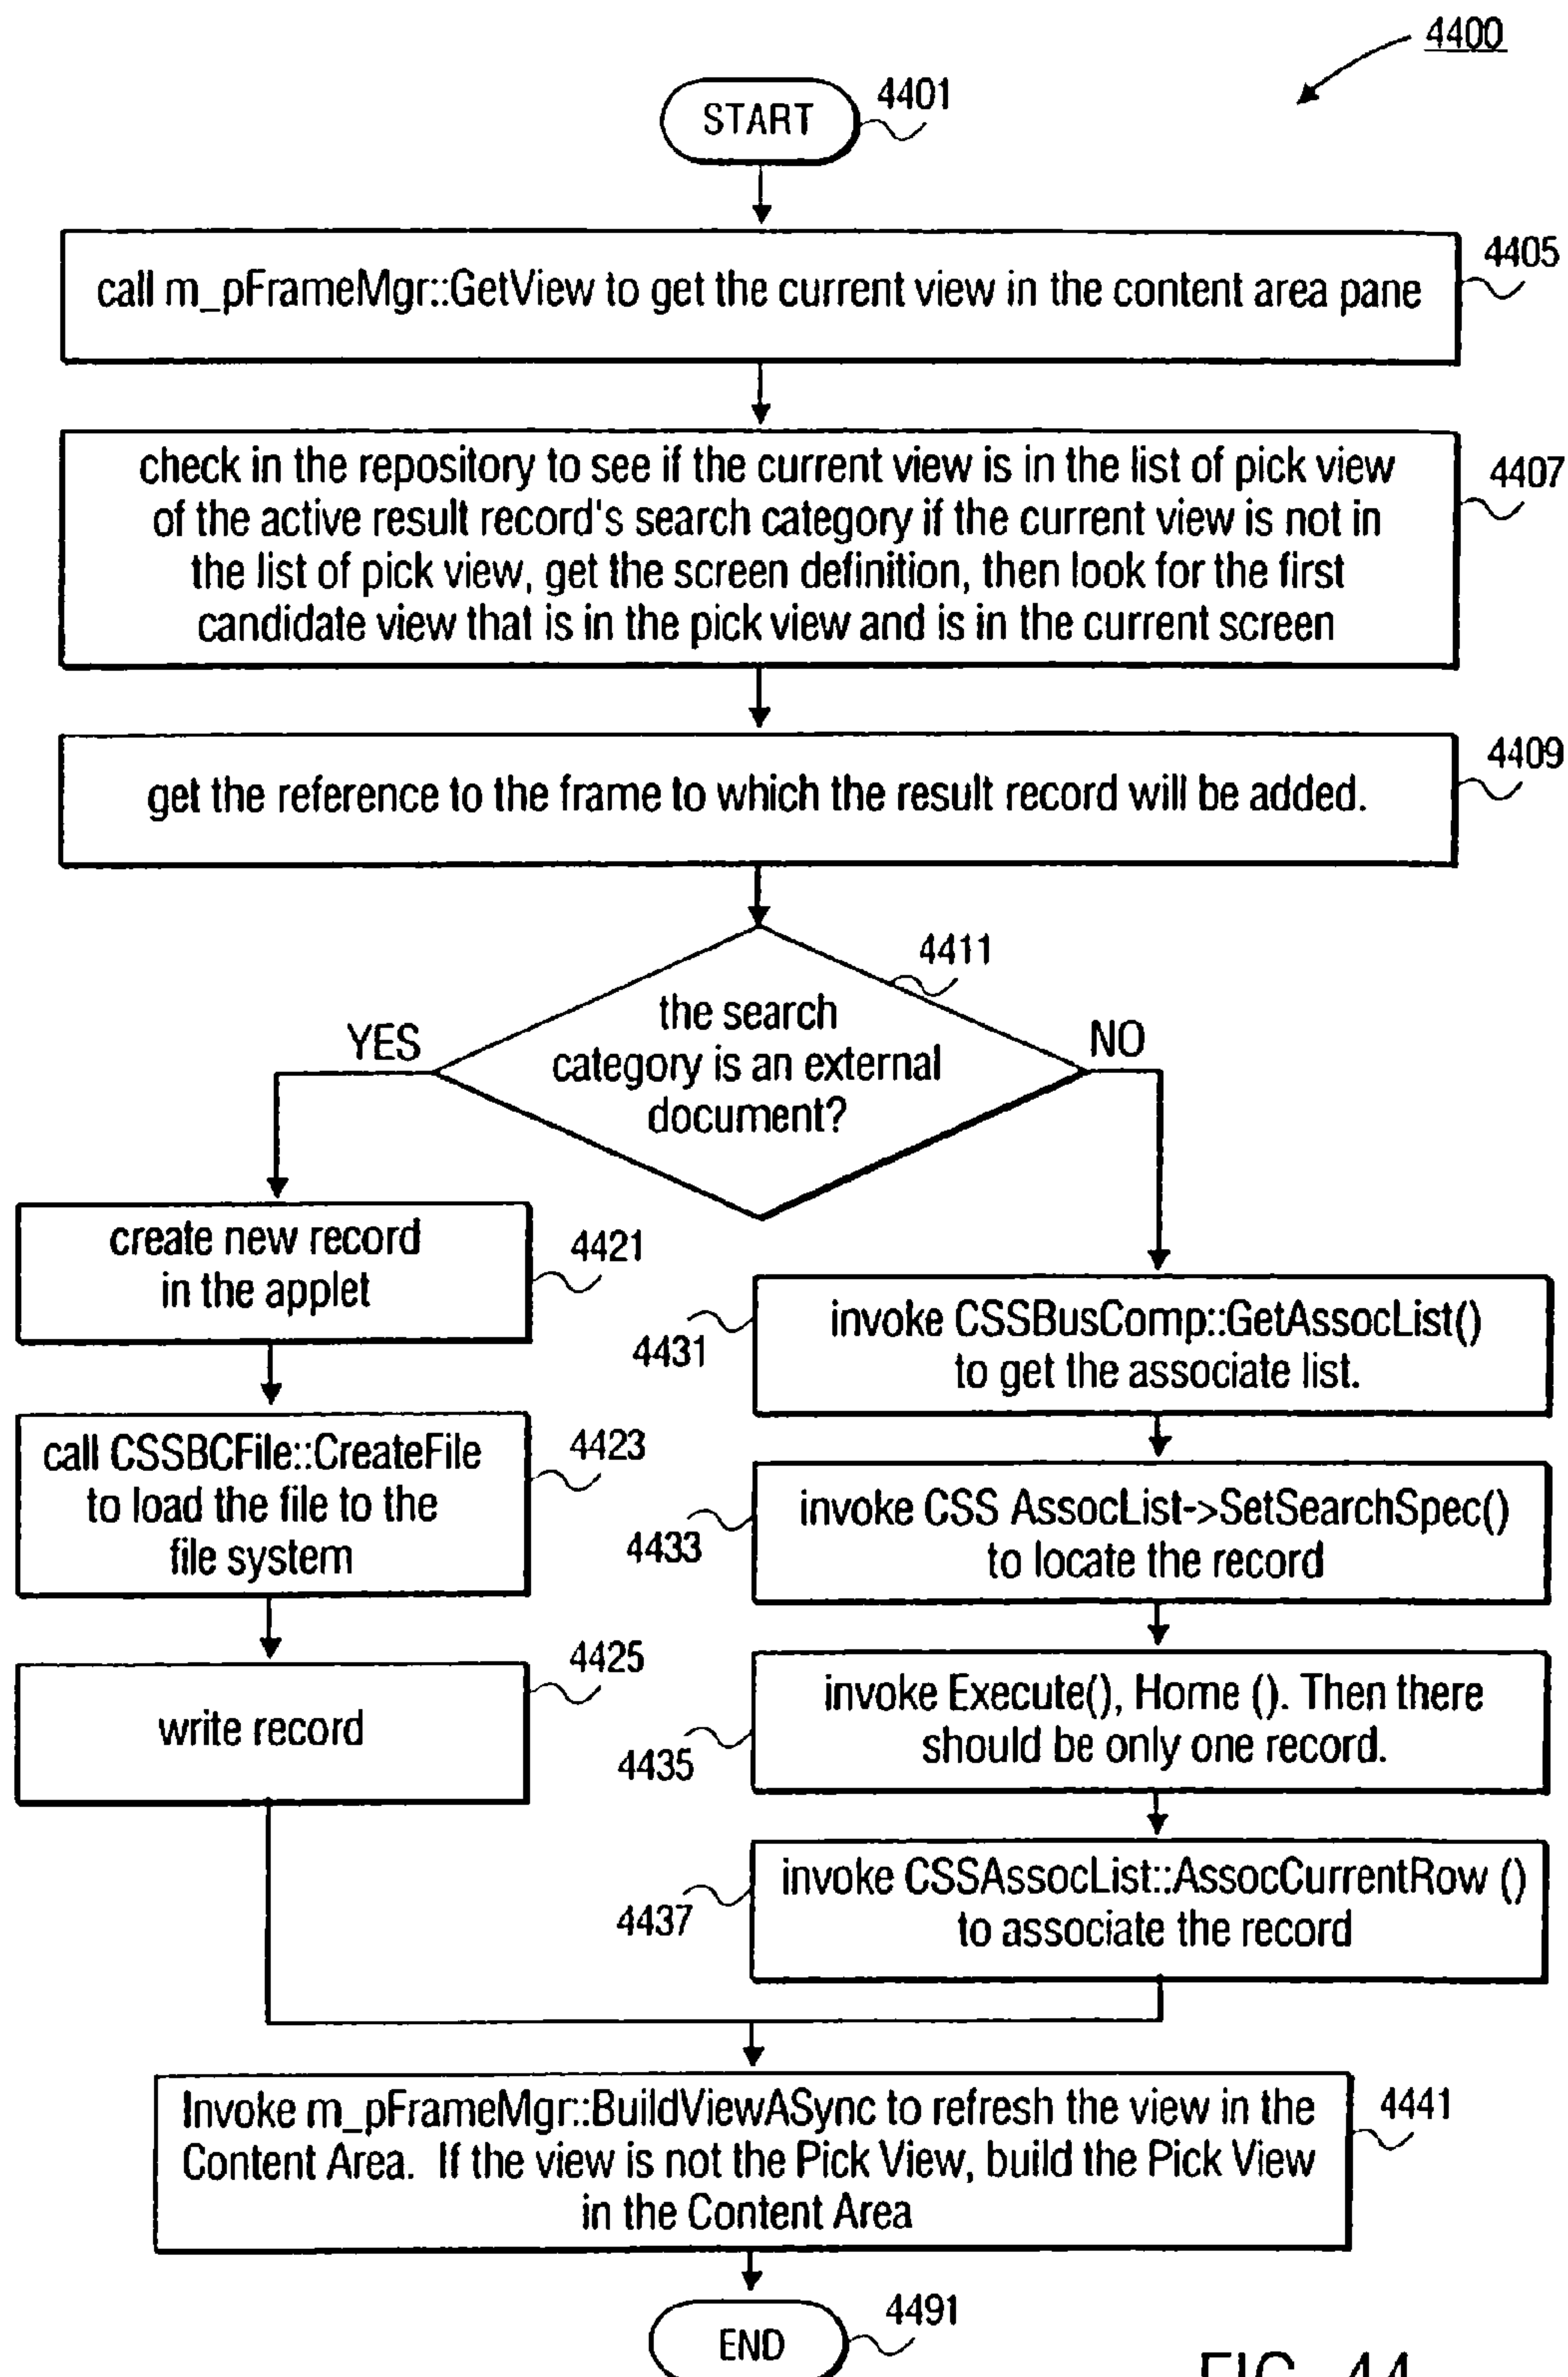 4400
START
4401
call m_pFrameMgr::GetView to get the current view in the content area pane
4405
check in the repository to see if the current view is in the list of pick view
of the active result record's search category if the current view is not in
the list of pick view, get the screen definition, then look for the first
candidate view that is in the pick view and is in the current screen
4407
get the reference to the frame to which the result record will be added.
4409
4411
the search
category is an external
document?
YES
NO
create new record
in the applet
4421
call CSSBCFile::CreateFile
to load the file to the
file system
4423
write record
4425
invoke CSSBusComp::GetAssocList()
to get the associate list.
4431
invoke CSS AssocList->SetSearchSpec()
to locate the record
4433
invoke Execute(), Home (). Then there
should be only one record.
4435
invoke CSSAssocList::AssocCurrentRow ()
to associate the record
4437
Invoke m_pFrameMgr::BuildViewASync to refresh the view in the
Content Area. If the view is not the Pick View, build the Pick View
in the Content Area
4441
END
4491
FIG. 44